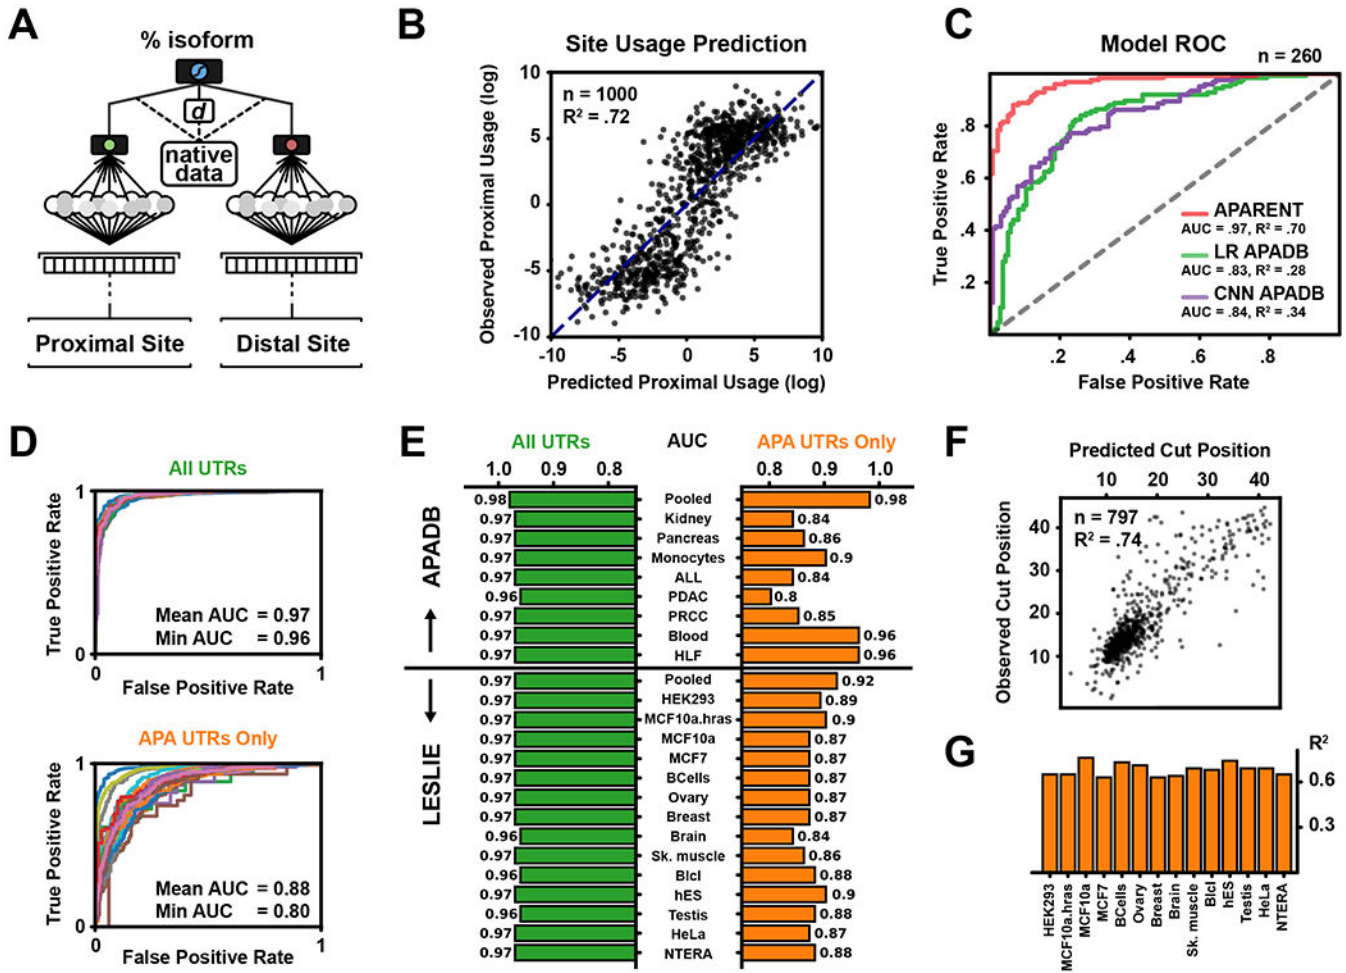 A
% isoform
d
native
data
Proximal Site
Distal Site
B
Site Usage Prediction
n = 1000
R² = .72
Observed Proximal Usage (log)
10
5
0
-5
-10
-10
-5
0
5
10
Predicted Proximal Usage (log)
C
Model ROC
n = 260
True Positive Rate
.8
.6
.4
.2
APARENT
AUC = .97, R² = .70
LR APADB
AUC = .83, R² = .28
CNN APADB
AUC = .84, R² = .34
.2
.4
.6
.8
False Positive Rate
D
All UTRs
True Positive Rate
1
0
Mean AUC = 0.97
Min AUC = 0.96
0
1
False Positive Rate
APA UTRs Only
True Positive Rate
1
0
Mean AUC = 0.88
Min AUC = 0.80
0
1
False Positive Rate
E
All UTRs
AUC
APA UTRs Only
1.0
0.9
0.8
0.8
0.9
1.0
APADB
0.98 Pooled 0.98
0.97 Kidney 0.84
0.97 Pancreas 0.86
0.97 Monocytes 0.9
0.97 ALL 0.84
0.96 PDAC 0.8
0.97 PRCC 0.85
0.97 Blood 0.96
0.97 HLF 0.96
LESLIE
0.97 Pooled 0.92
0.97 HEK293 0.89
0.97 MCF10a.hras 0.9
0.97 MCF10a 0.87
0.97 MCF7 0.87
0.97 BCells 0.87
0.97 Ovary 0.87
0.97 Breast 0.87
0.96 Brain 0.84
0.97 Sk. muscle 0.86
0.96 Blcl 0.88
0.97 hES 0.9
0.96 Testis 0.88
0.97 HeLa 0.87
0.97 NTERA 0.88
F
Predicted Cut Position
10
20
30
40
n = 797
R² = .74
Observed Cut Position
40
30
20
10
G
R²
0.6
0.3
HEK293
MCF10a.hras
MCF10a
MCF7
BCells
Ovary
Breast
Brain
Sk. muscle
Blcl
hES
Testis
HeLa
NTERA